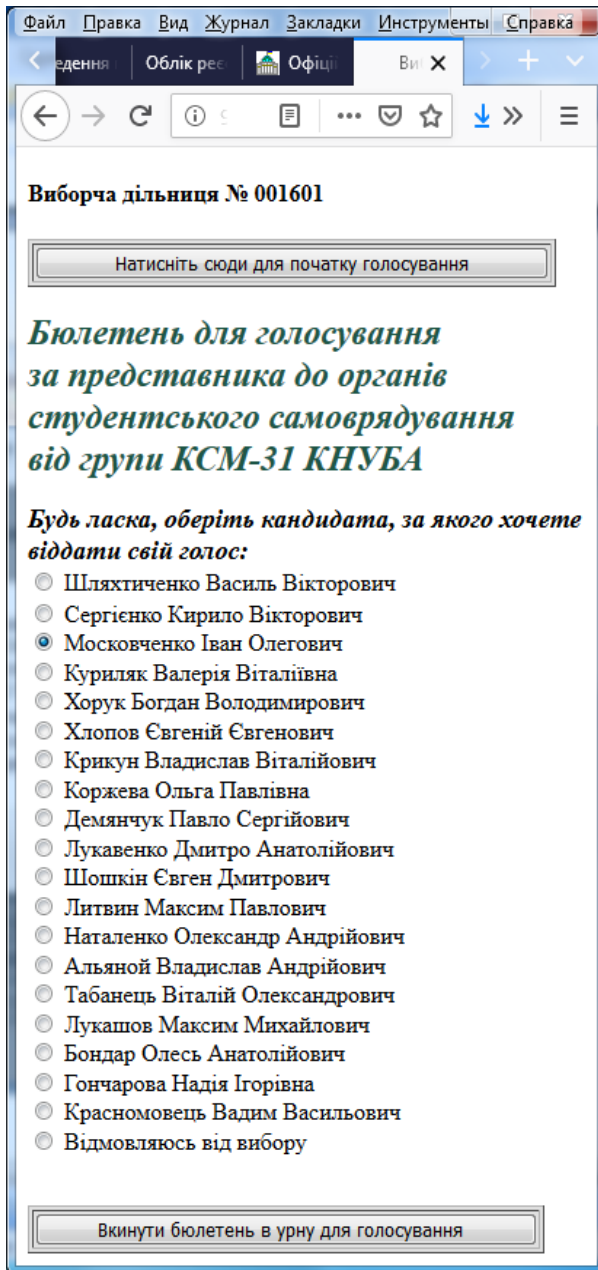 Файл Правка Вид Журнал Закладки Инструменты Справка
едення Облік реє Офіцій Ви
Виборча дільниця № 001601
Натисніть сюди для початку голосування
Бюлетень для голосування
за представника до органів
студентського самоврядування
від групи КСМ-31 КНУБА
Будь ласка, оберіть кандидата, за якого хочете
віддати свій голос:
Шляхтиченко Василь Вікторович
Сергієнко Кирило Вікторович
Московченко Іван Олегович
Куриляк Валерія Віталіївна
Хорук Богдан Володимирович
Хлопов Євгеній Євгенович
Крикун Владислав Віталійович
Коржева Ольга Павлівна
Демянчук Павло Сергійович
Лукавенко Дмитро Анатолійович
Шошкін Євген Дмитрович
Литвин Максим Павлович
Наталенко Олександр Андрійович
Альяной Владислав Андрійович
Табанець Віталій Олександрович
Лукашов Максим Михайлович
Бондар Олесь Анатолійович
Гончарова Надія Ігорівна
Красномовець Вадим Васильович
Відмовляюсь від вибору
Вкинути бюлетень в урну для голосування